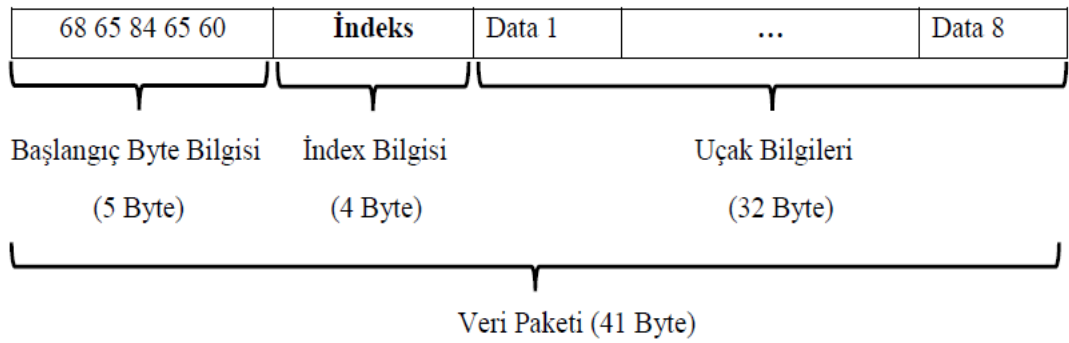 68 65 84 65 60 İndeks Data 1 ... Data 8
Başlangıç Byte Bilgisi İndex Bilgisi Uçak Bilgileri
(5 Byte) (4 Byte) (32 Byte)
Veri Paketi (41 Byte)